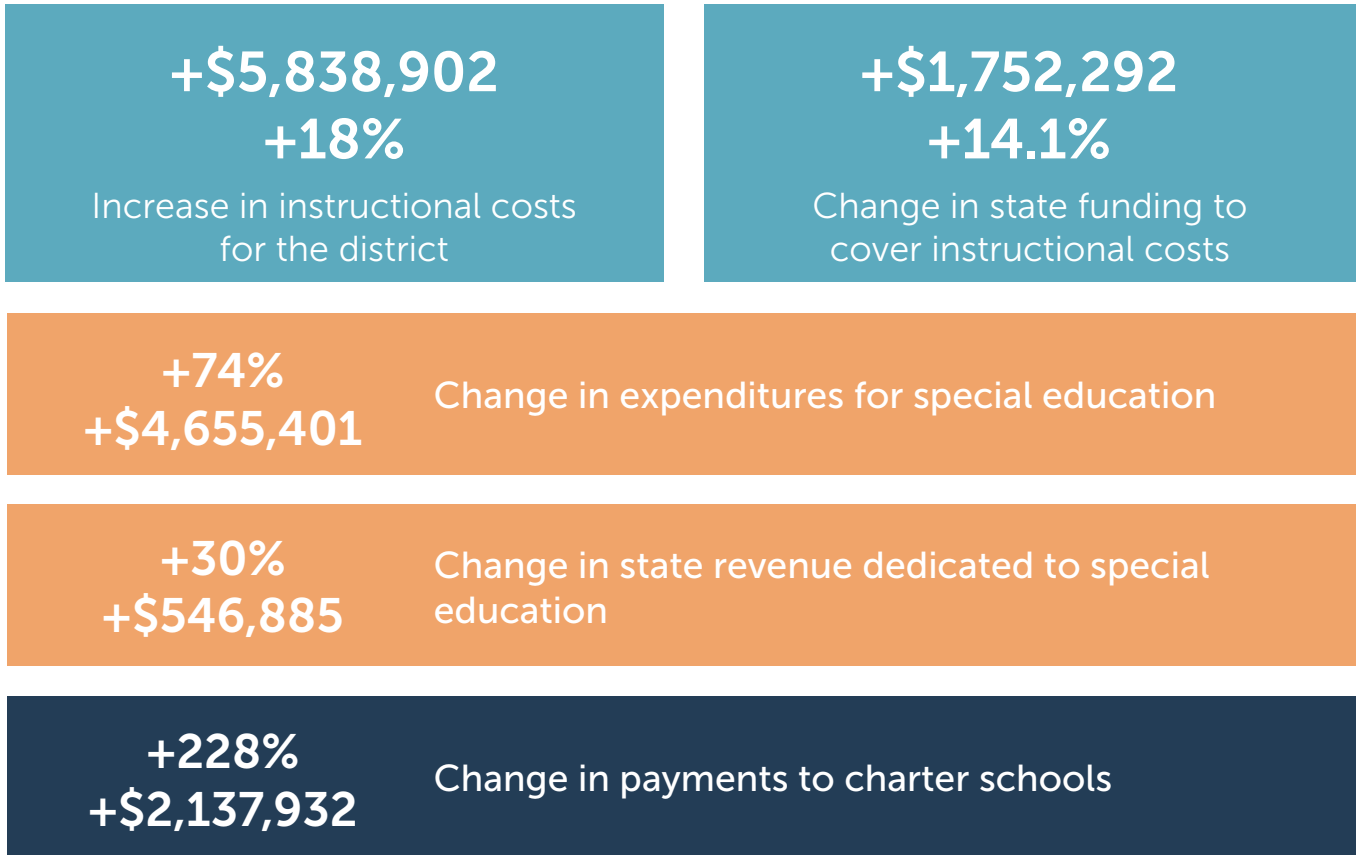 +$5,838,902
+18%
Increase in instructional costs
for the district
+$1,752,292
+14.1%
Change in state funding to
cover instructional costs
+74%
+$4,655,401
Change in expenditures for special education
+30%
+$546,885
Change in state revenue dedicated to special
education
+228%
+$2,137,932
Change in payments to charter schools